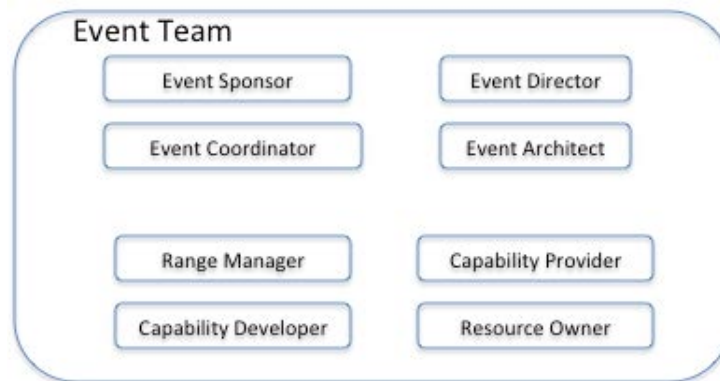 Event Team
Event Sponsor
Event Director
Event Coordinator
Event Architect
Range Manager
Capability Provider
Capability Developer
Resource Owner